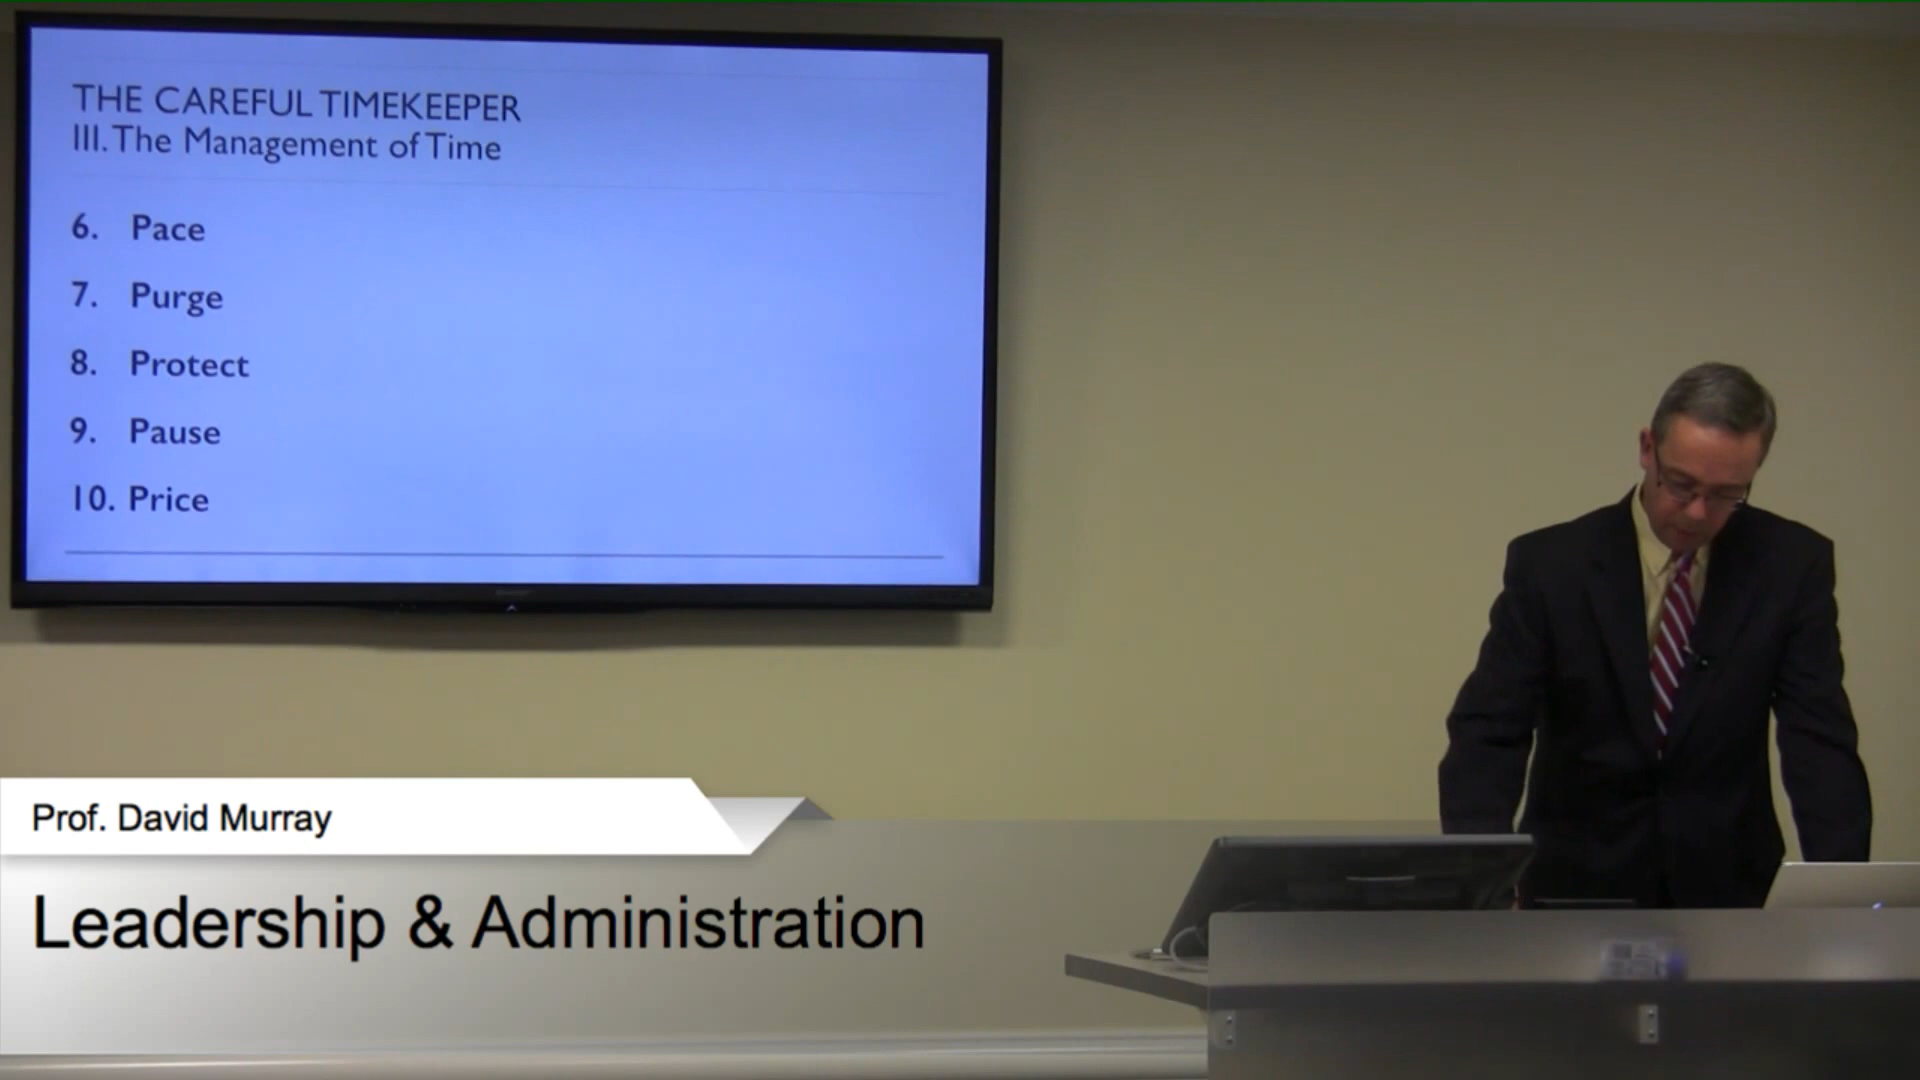 THE CAREFUL TIMEKEEPER
III. The Management of Time
6. Pace
7. Purge
8. Protect
9. Pause
10. Price
Prof. David Murray
Leadership & Administration